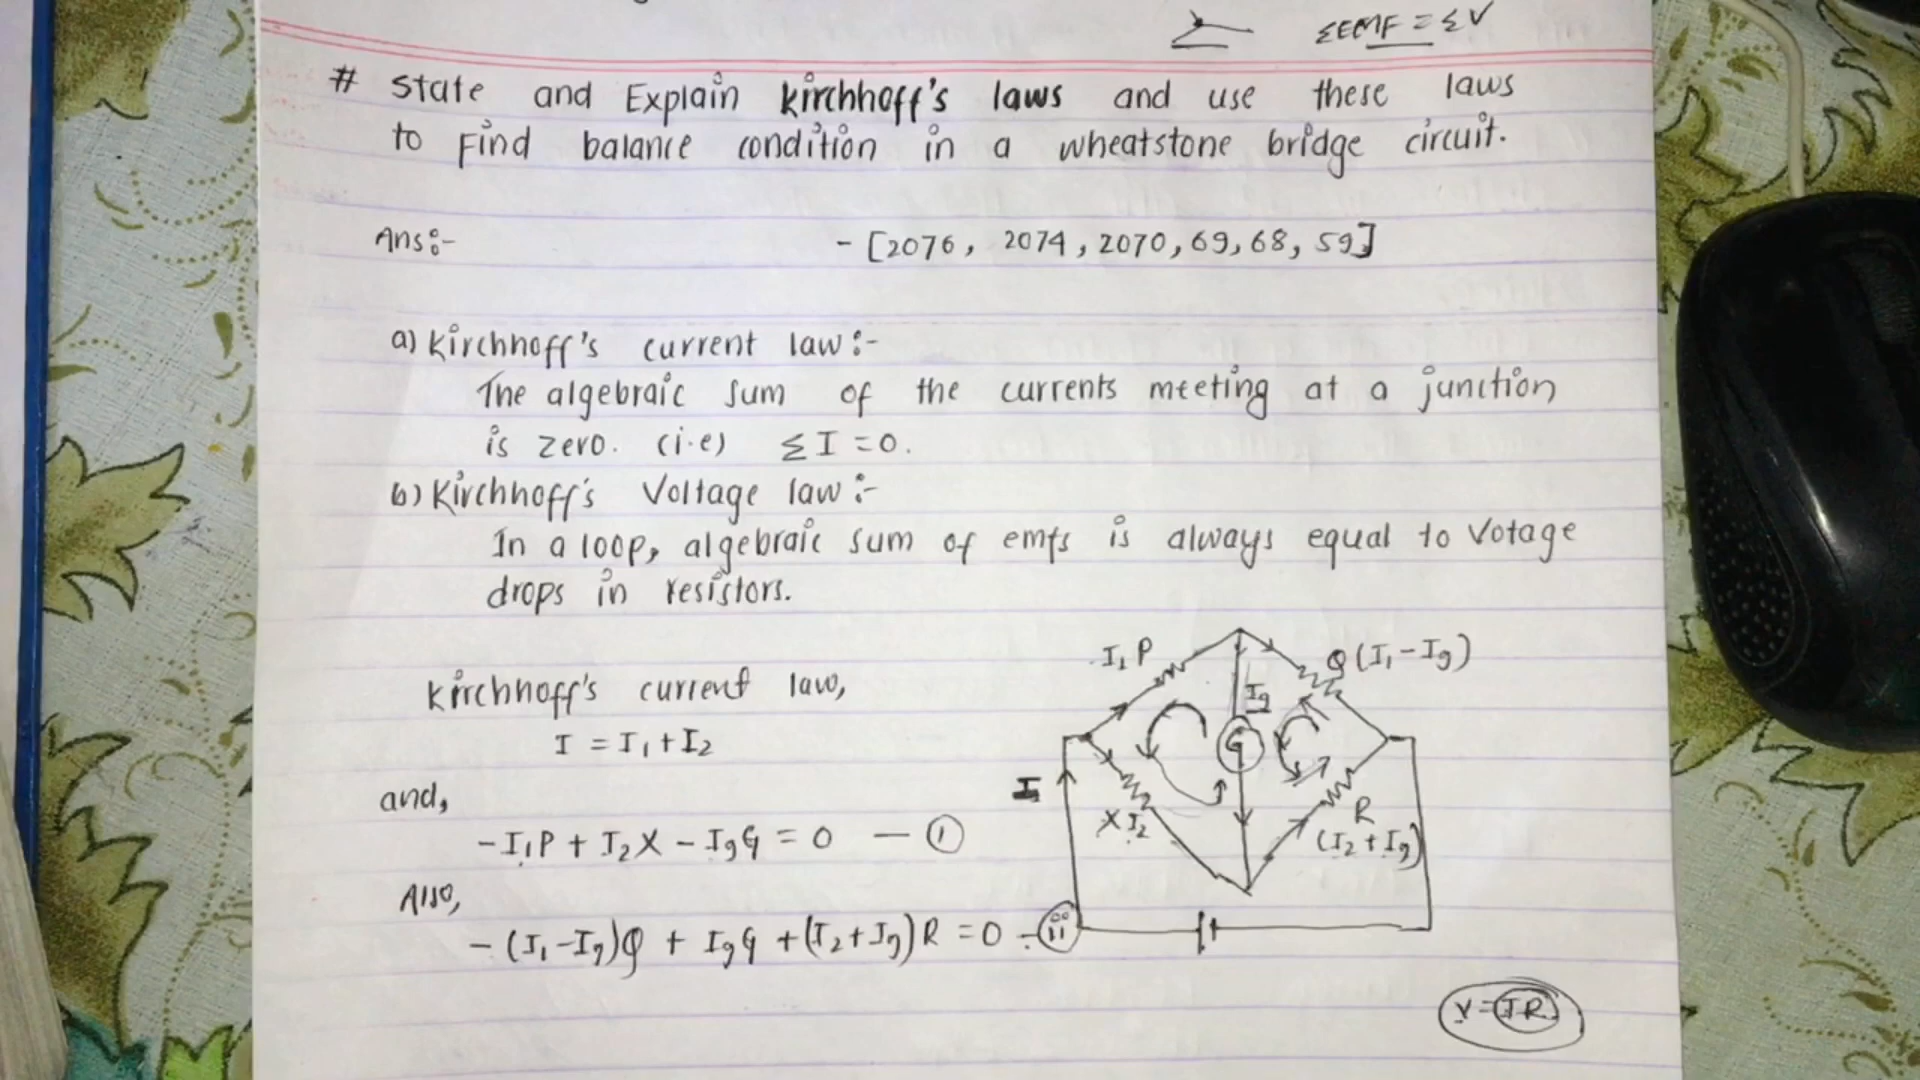 ΣEMF = ΣV
# State and Explain kirchhoff's laws and use these laws
to Find balance condition in a wheatstone bridge circuit.
Ans:-
- [2076, 2074, 2070, 69, 68, 59]
a) kirchhoff's current law :-
The algebraic sum of the currents meeting at a junction
is zero. (i.e) ΣI = 0.
b) Kirchhoff's Voltage law :-
In a loop, algebraic sum of emfs is always equal to Votage
drops in resistors.
kirchhoff's current law,
I = I₁ + I₂
and,
-I₁P + I₂X - IgG = 0 — (i)
Also,
-(I₁-Ig)Q + IgG + (I₂+Ig)R = 0 - (ii)
I₁ P
Q (I₁-Ig)
Ig
G
I
X I₂
R
(I₂+Ig)
V = IR